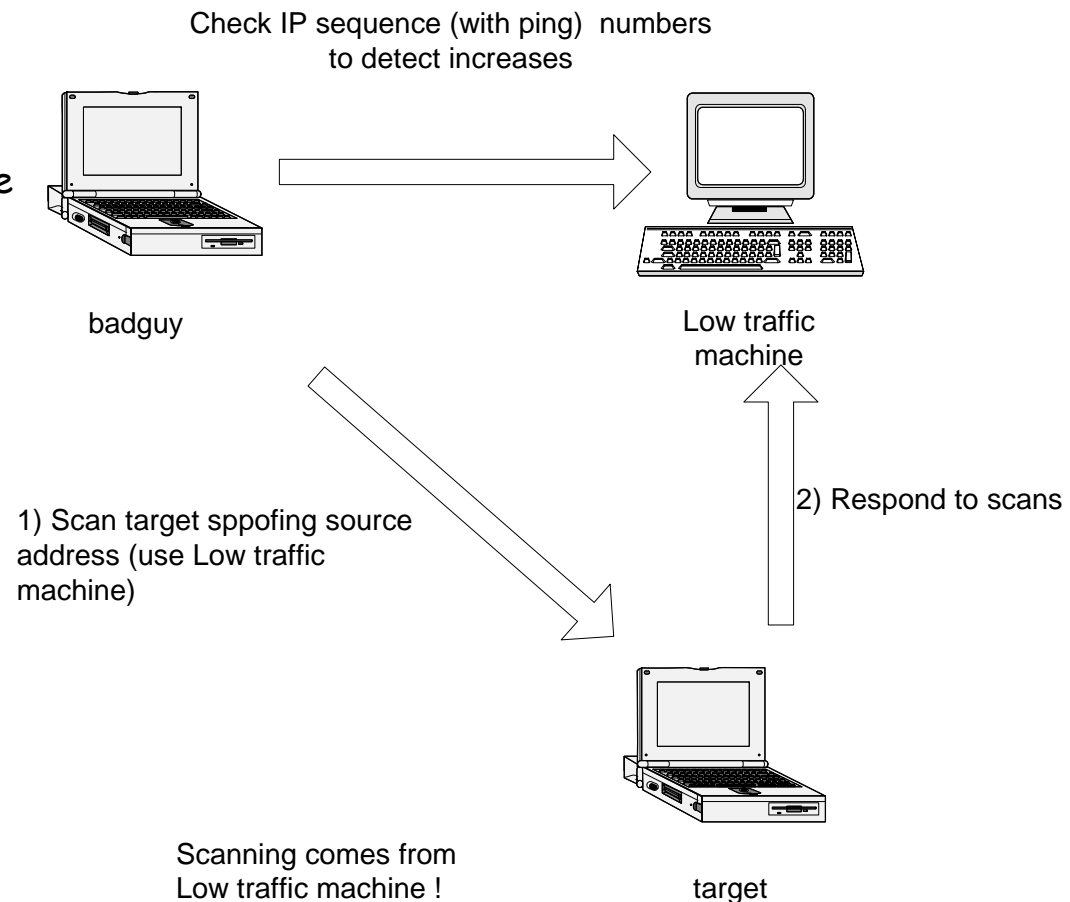 Check IP sequence (with ping) numbers
to detect increases
e
badguy
Low traffic
machine
1) Scan target sppofing source
address (use Low traffic
machine)
2) Respond to scans
Scanning comes from
Low traffic machine !
target